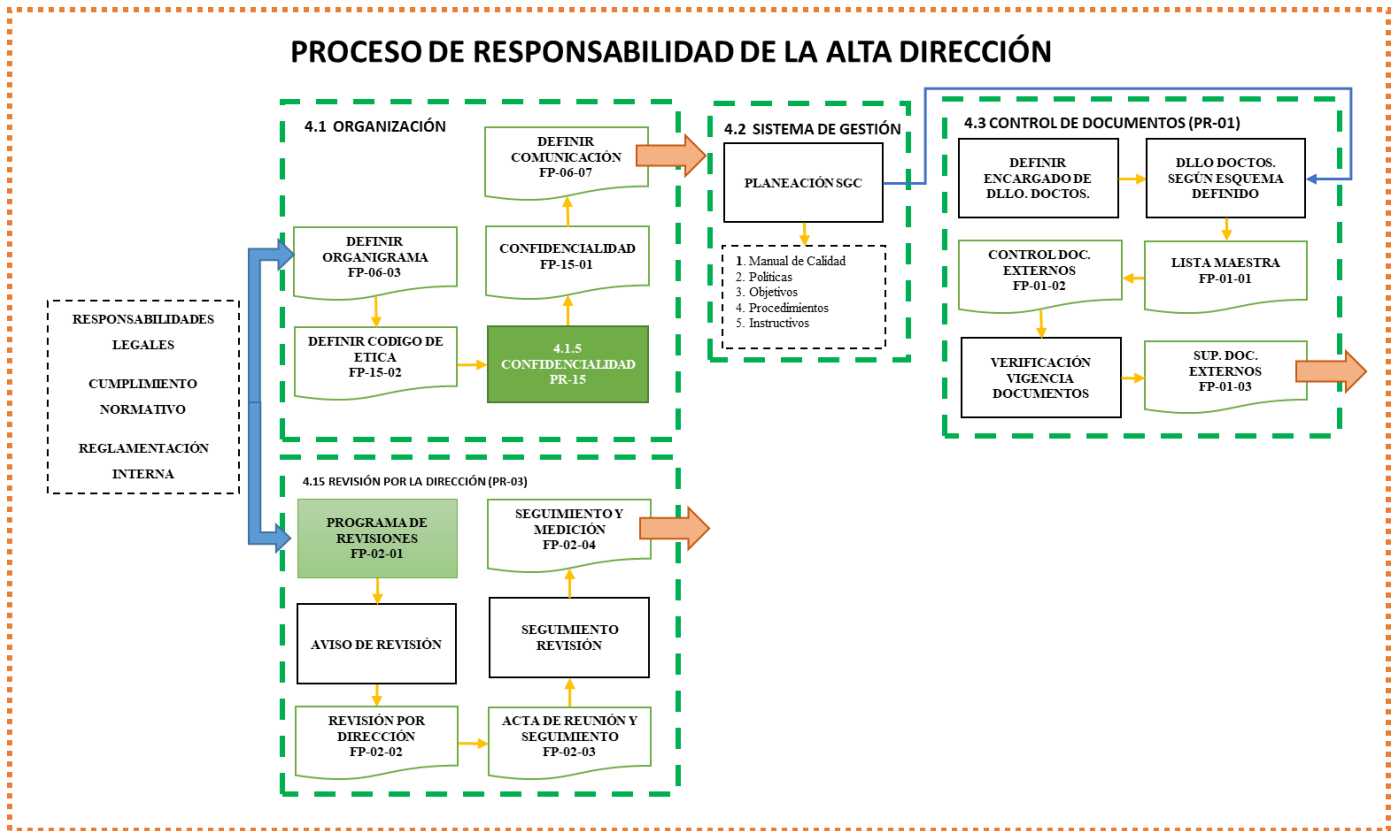 PROCESO DE RESPONSABILIDAD DE LA ALTA DIRECCIÓN
RESPONSABILIDADES
LEGALES
CUMPLIMIENTO
NORMATIVO
REGLAMENTACIÓN
INTERNA
4.1 ORGANIZACIÓN
DEFINIR
ORGANIGRAMA
FP-06-03
DEFINIR CODIGO DE
ETICA
FP-15-02
4.1.5
CONFIDENCIALIDAD
PR-15
CONFIDENCIALIDAD
FP-15-01
DEFINIR
COMUNICACIÓN
FP-06-07
4.2 SISTEMA DE GESTIÓN
PLANEACIÓN SGC
1. Manual de Calidad
2. Politicas
3. Objetivos
4. Procedimientos
5. Instructivos
4.3 CONTROL DE DOCUMENTOS (PR-01)
DEFINIR
ENCARGADO DE
DLLO. DOCTOS.
DLLO DOCTOS.
SEGÚN ESQUEMA
DEFINIDO
LISTA MAESTRA
FP-01-01
CONTROL DOC.
EXTERNOS
FP-01-02
VERIFICACIÓN
VIGENCIA
DOCUMENTOS
SUP. DOC.
EXTERNOS
FP-01-03
4.15 REVISIÓN POR LA DIRECCIÓN (PR-03)
PROGRAMA DE
REVISIONES
FP-02-01
AVISO DE REVISIÓN
REVISIÓN POR
DIRECCIÓN
FP-02-02
ACTA DE REUNIÓN Y
SEGUIMIENTO
FP-02-03
SEGUIMIENTO
REVISIÓN
SEGUIMIENTO Y
MEDICIÓN
FP-02-04